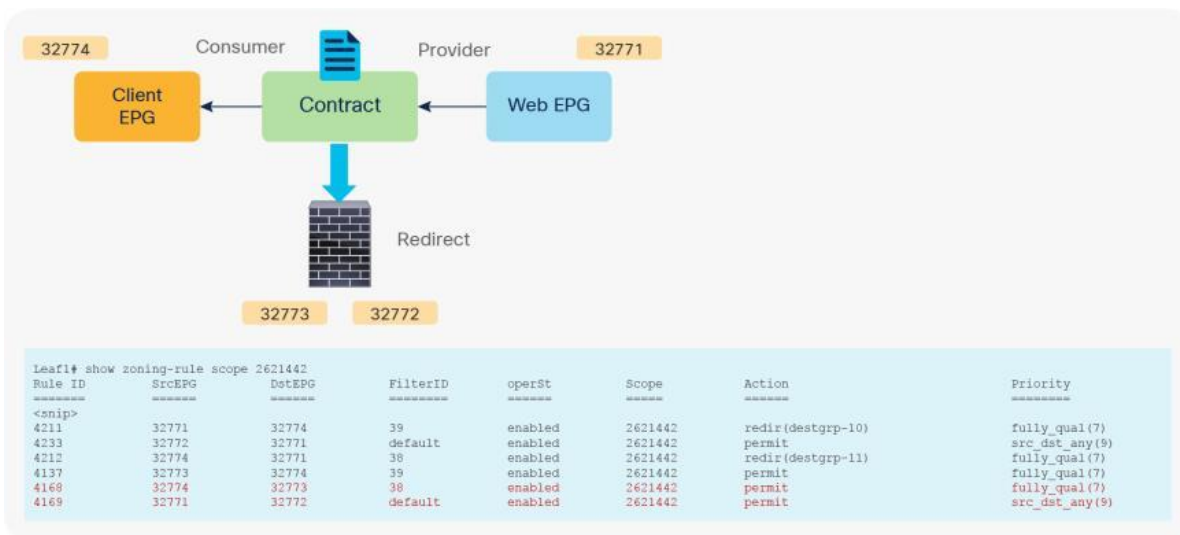 32774
Consumer
Provider
32771
Client
EPG
Contract
Web EPG
Redirect
32773
32772
Leaf1# show zoning-rule scope 2621442
Rule ID SrcEPG DstEPG FilterID operSt Scope Action Priority
======= ====== ====== ======== ====== ===== ====== ========
<snip>
4211 32771 32774 39 enabled 2621442 redir(destgrp-10) fully_qual(7)
4233 32772 32771 default enabled 2621442 permit src_dst_any(9)
4212 32774 32771 38 enabled 2621442 redir(destgrp-11) fully_qual(7)
4137 32773 32774 39 enabled 2621442 permit fully_qual(7)
4168 32774 32773 38 enabled 2621442 permit fully_qual(7)
4169 32771 32772 default enabled 2621442 permit src_dst_any(9)